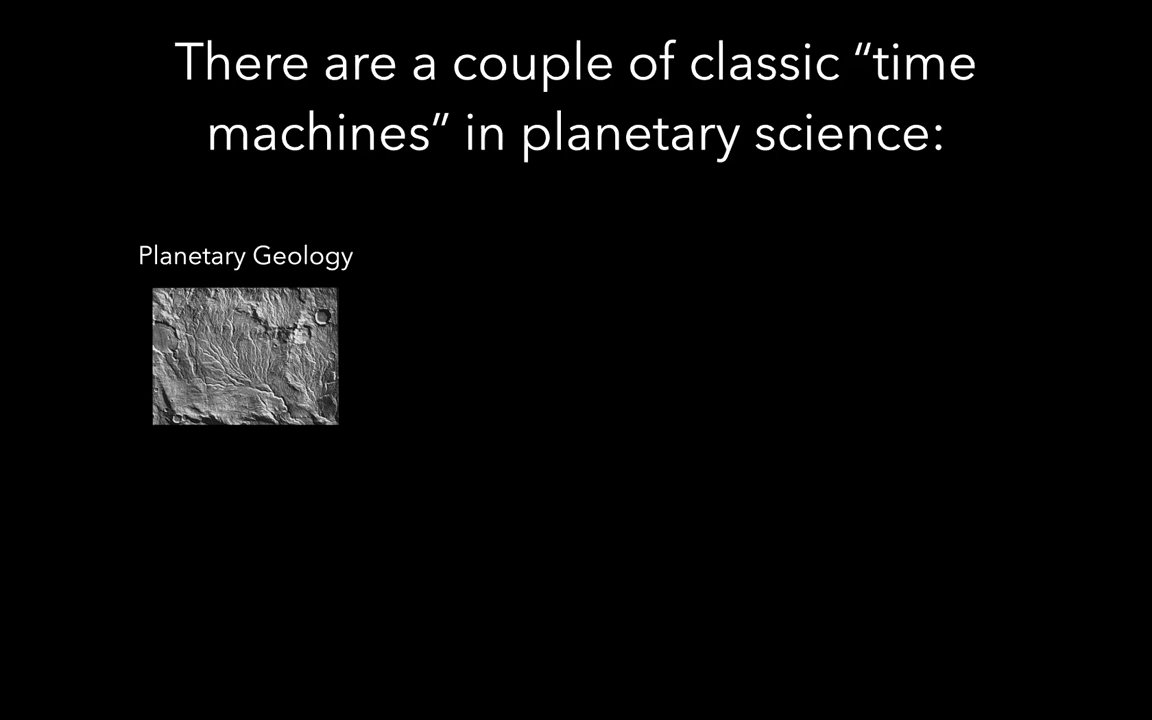 There are a couple of classic “time
machines” in planetary science:
Planetary Geology